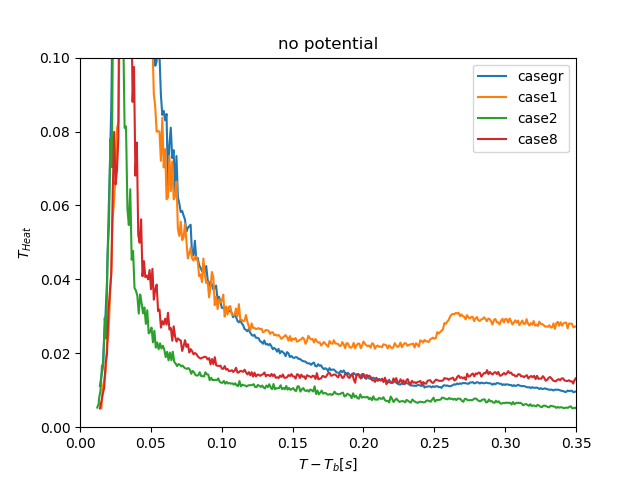 no potential
casegr
case1
case2
case8
0.10
0.08
0.06
0.04
0.02
0.00
T_Heat
0.00 0.05 0.10 0.15 0.20 0.25 0.30 0.35
T − T_b[s]